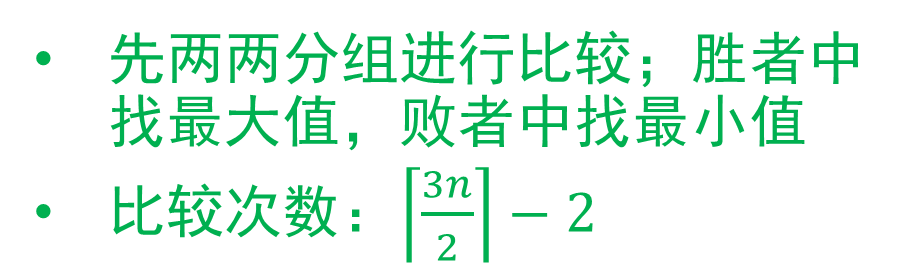 • 先两两分组进行比较；胜者中
找最大值，败者中找最小值
• 比较次数：⌈3n/2⌉ − 2